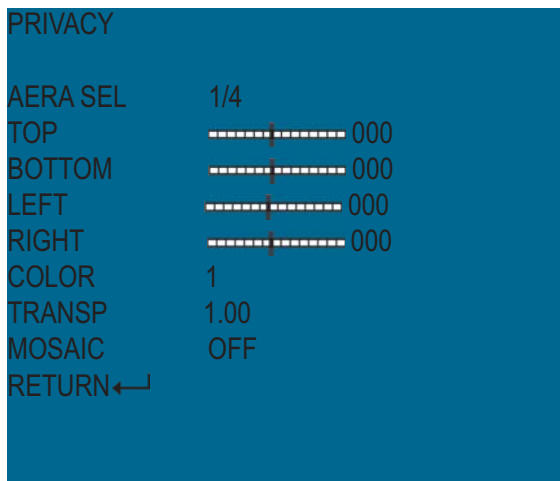 PRIVACY
AERA SEL 1/4
TOP 000
BOTTOM 000
LEFT 000
RIGHT 000
COLOR 1
TRANSP 1.00
MOSAIC OFF
RETURN